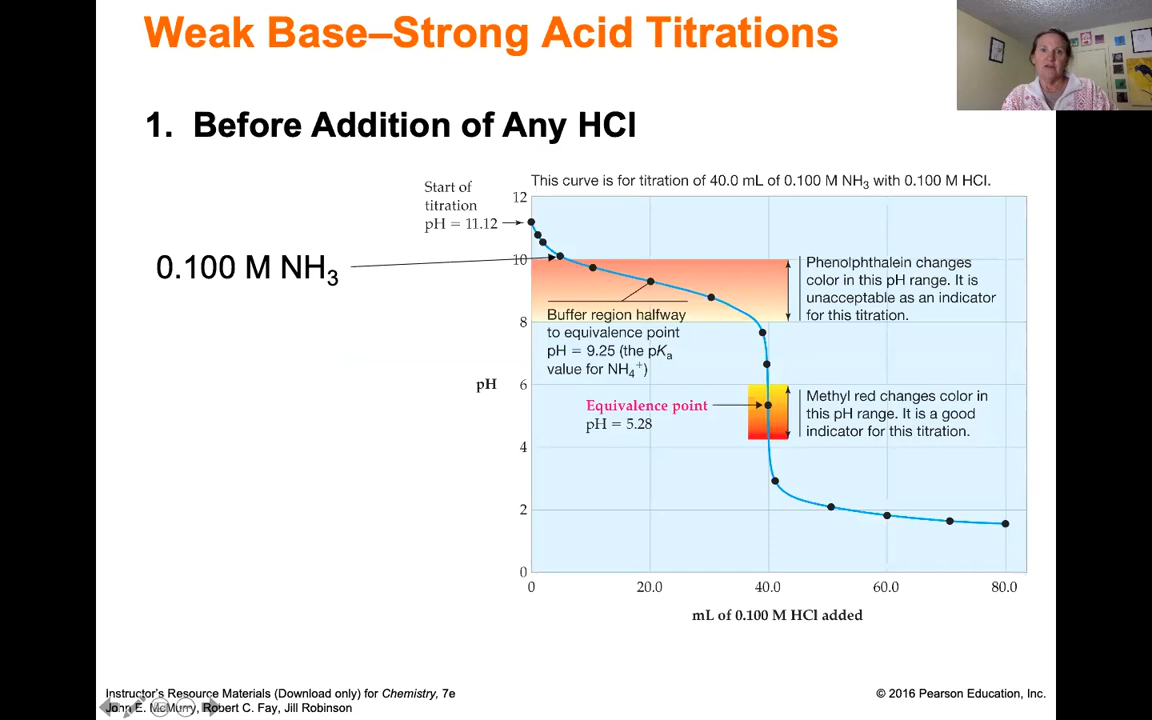 Weak Base–Strong Acid Titrations
1. Before Addition of Any HCl
This curve is for titration of 40.0 mL of 0.100 M NH₃ with 0.100 M HCl.
Start of
titration
pH = 11.12
0.100 M NH₃
12
10
8
6
4
2
0
pH
Phenolphthalein changes
color in this pH range. It is
unacceptable as an indicator
for this titration.
Buffer region halfway
to equivalence point
pH = 9.25 (the pKₐ
value for NH₄⁺)
Equivalence point
pH = 5.28
Methyl red changes color in
this pH range. It is a good
indicator for this titration.
0 20.0 40.0 60.0 80.0
mL of 0.100 M HCl added
Instructor's Resource Materials (Download only) for Chemistry, 7e
John E. McMurry, Robert C. Fay, Jill Robinson
© 2016 Pearson Education, Inc.